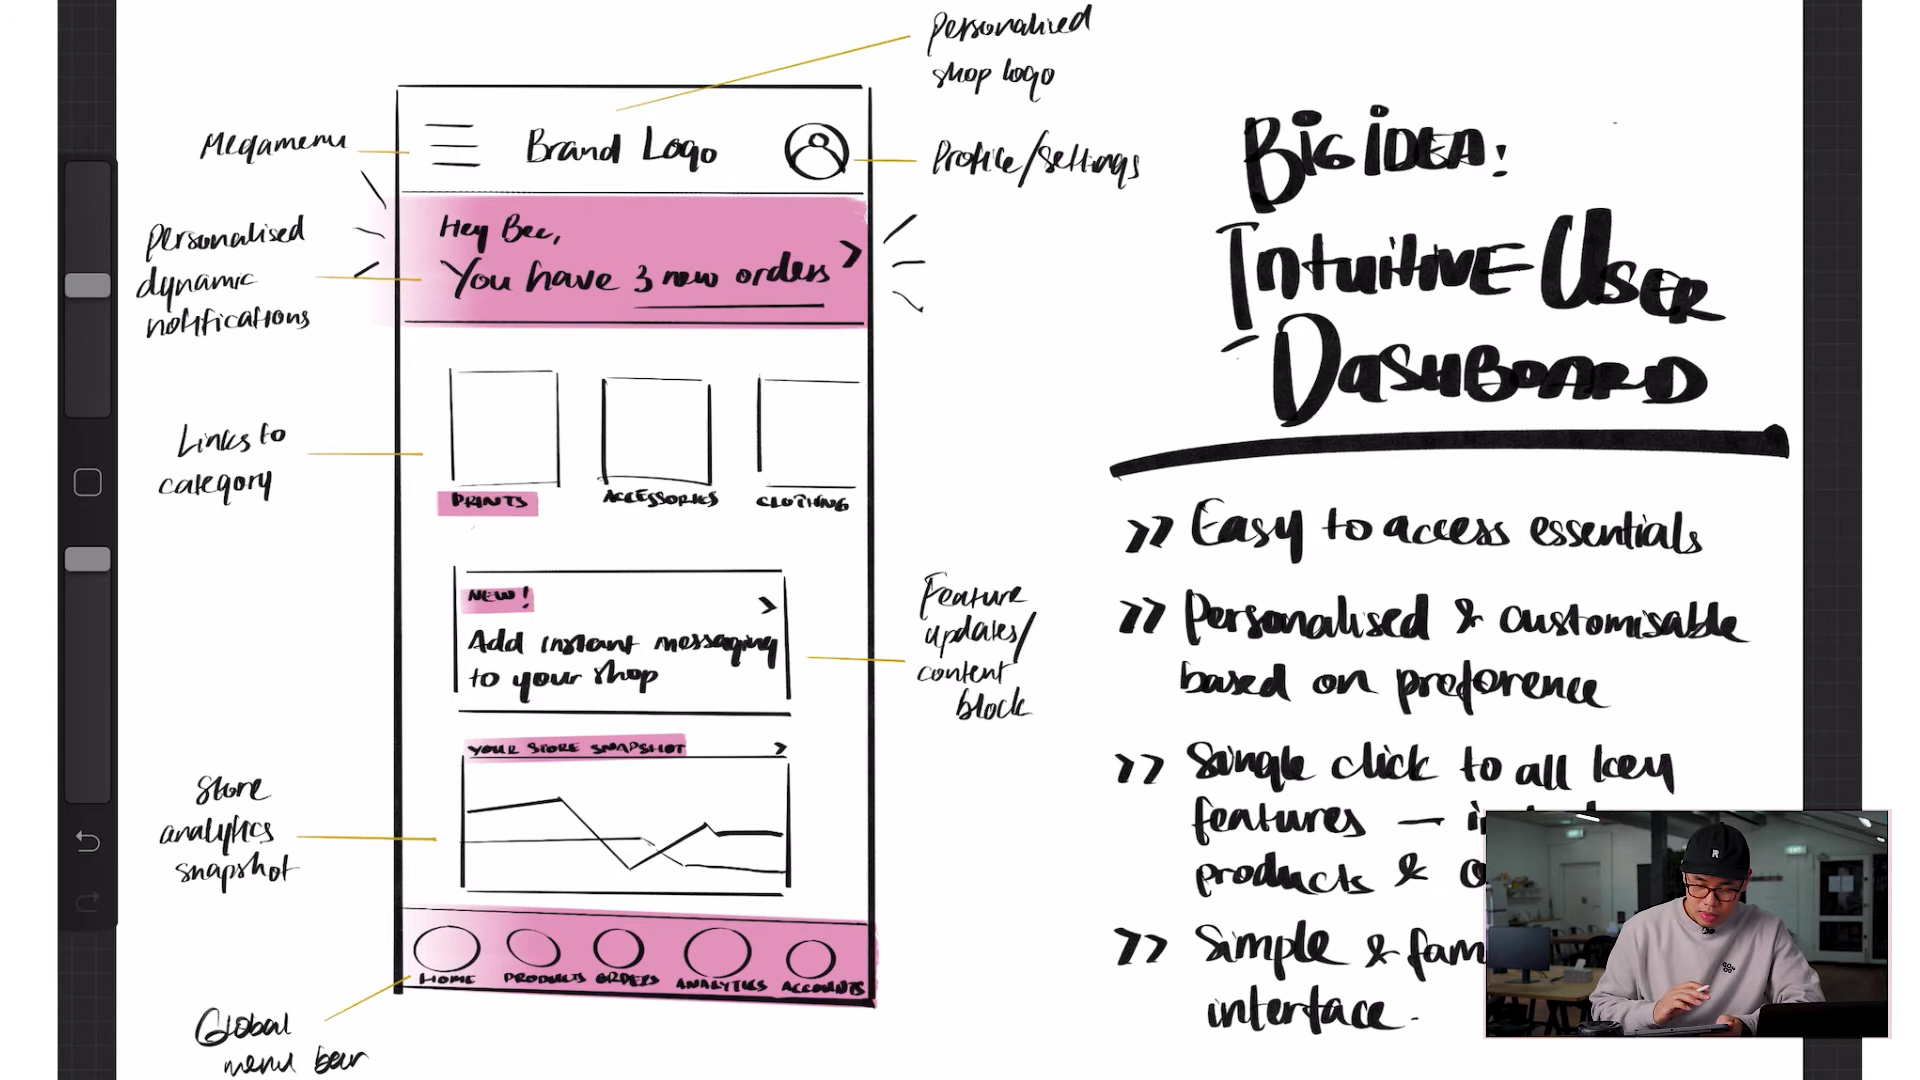 Personalised
shop logo
Megamenu
Brand Logo
Profile/Settings
Personalised
dynamic
notifications
Hey Bee,
You have 3 new orders
Links to
category
PRINTS
ACCESSORIES
CLOTHING
NEW!
Add instant messaging
to your shop
Feature
updates/
content
block
YOUR STORE SNAPSHOT
Store
analytics
snapshot
HOME
PRODUCTS
ORDERS
ANALYTICS
ACCOUNTS
Global
menu bar
BIG IDEA:
INTUITIVE USER
DASHBOARD
>> Easy to access essentials
>> Personalised & customisable
based on preference
>> Single click to all key
features —
products &
>> Simple &
interface.
R